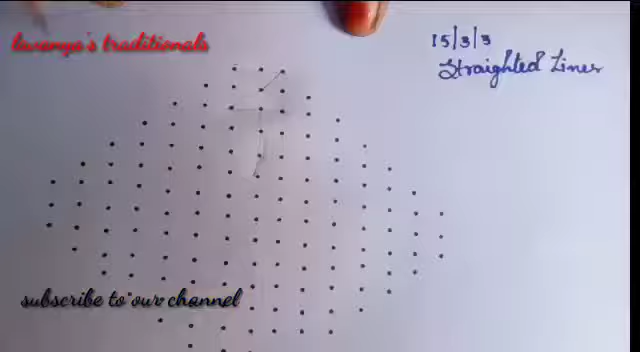 lavanya's traditionals
15/3/3
Straighted Lines
subscribe to our channel